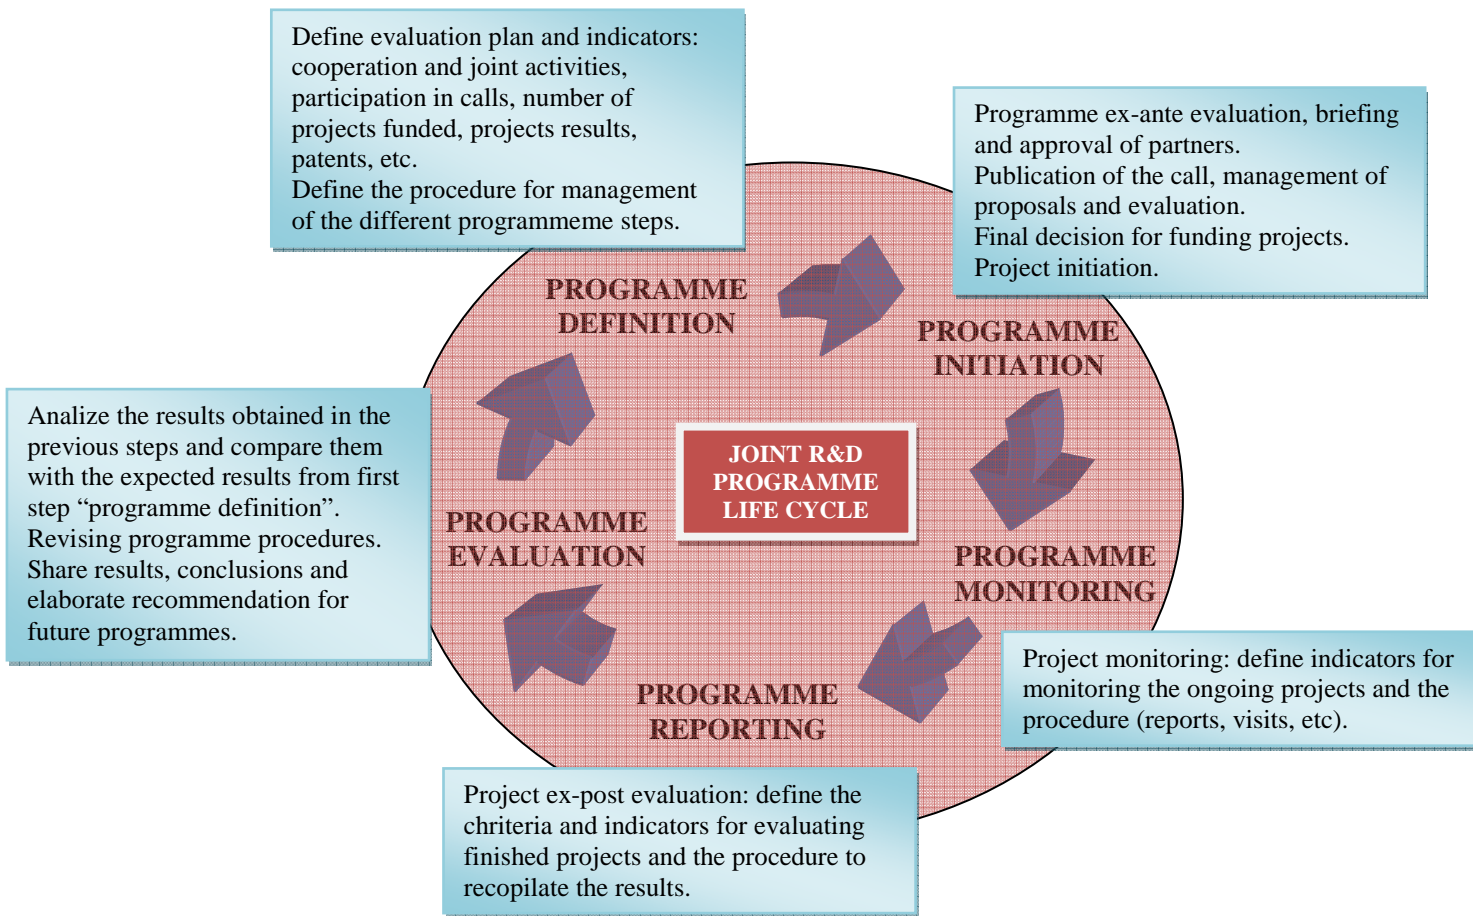 Define evaluation plan and indicators:
cooperation and joint activities,
participation in calls, number of
projects funded, projects results,
patents, etc.
Define the procedure for management
of the different programmeme steps.
Programme ex-ante evaluation, briefing
and approval of partners.
Publication of the call, management of
proposals and evaluation.
Final decision for funding projects.
Project initiation.
PROGRAMME
DEFINITION
PROGRAMME
INITIATION
Analize the results obtained in the
previous steps and compare them
with the expected results from first
step “programme definition”.
Revising programme procedures.
Share results, conclusions and
elaborate recommendation for
future programmes.
JOINT R&D
PROGRAMME
LIFE CYCLE
PROGRAMME
EVALUATION
PROGRAMME
MONITORING
Project monitoring: define indicators for
monitoring the ongoing projects and the
procedure (reports, visits, etc).
PROGRAMME
REPORTING
Project ex-post evaluation: define the
chriteria and indicators for evaluating
finished projects and the procedure to
recopilate the results.